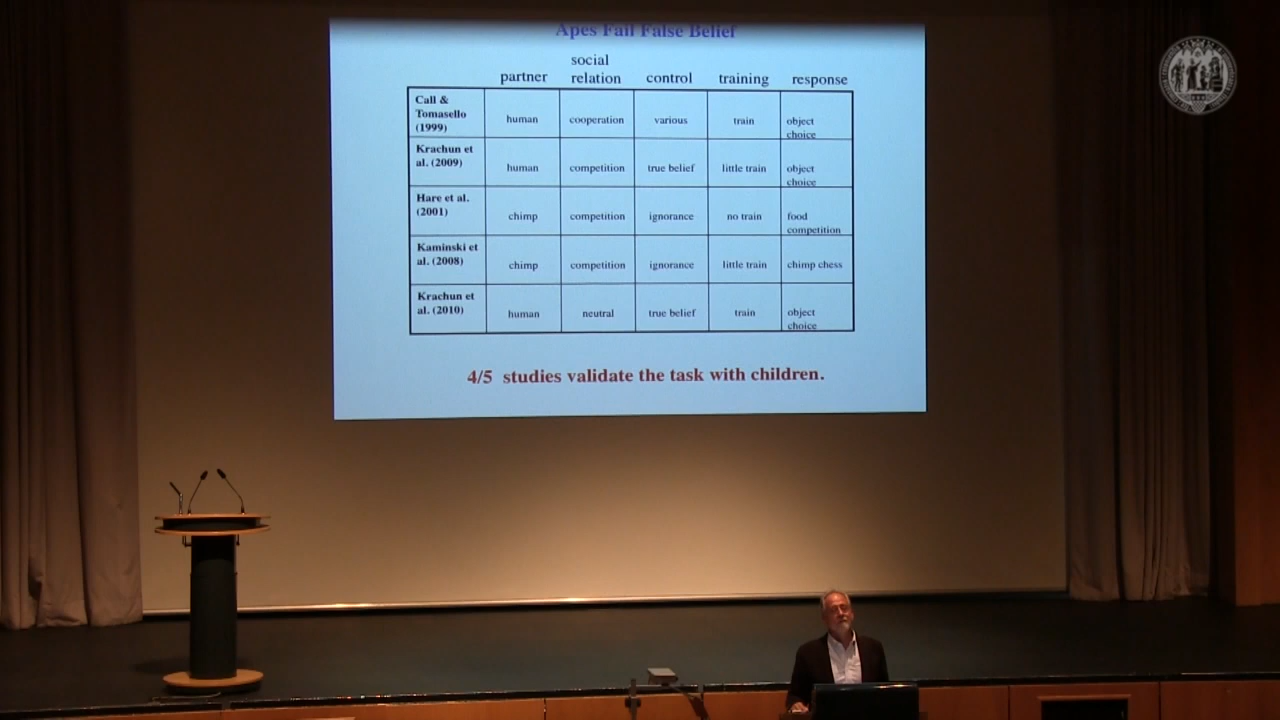 Apes Fail False Belief
partner social relation control training response
Call & Tomasello (1999) human cooperation various train object choice
Krachun et al. (2009) human competition true belief little train object choice
Hare et al. (2001) chimp competition ignorance no train food competition
Kaminski et al. (2008) chimp competition ignorance little train chimp chess
Krachun et al. (2010) human neutral true belief train object choice
4/5 studies validate the task with children.